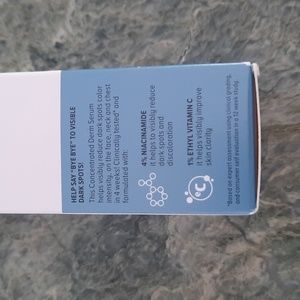 HELP SAY "BYE BYE" TO VISIBLE
DARK SPOTS!
This Concentrated Derm Serum
helps visibly reduce dark spots color
intensity, on the face, neck and chest
in 4 weeks! Clinically tested* and
formulated with:
4% NIACINAMIDE
it helps to visibly reduce
dark spots and
discoloration
1% ETHYL VITAMIN C
it helps visibly improve
skin clarity
C
*Based on expert assessment using clinical grading,
and consumer self-evaluation in a 12 week study.